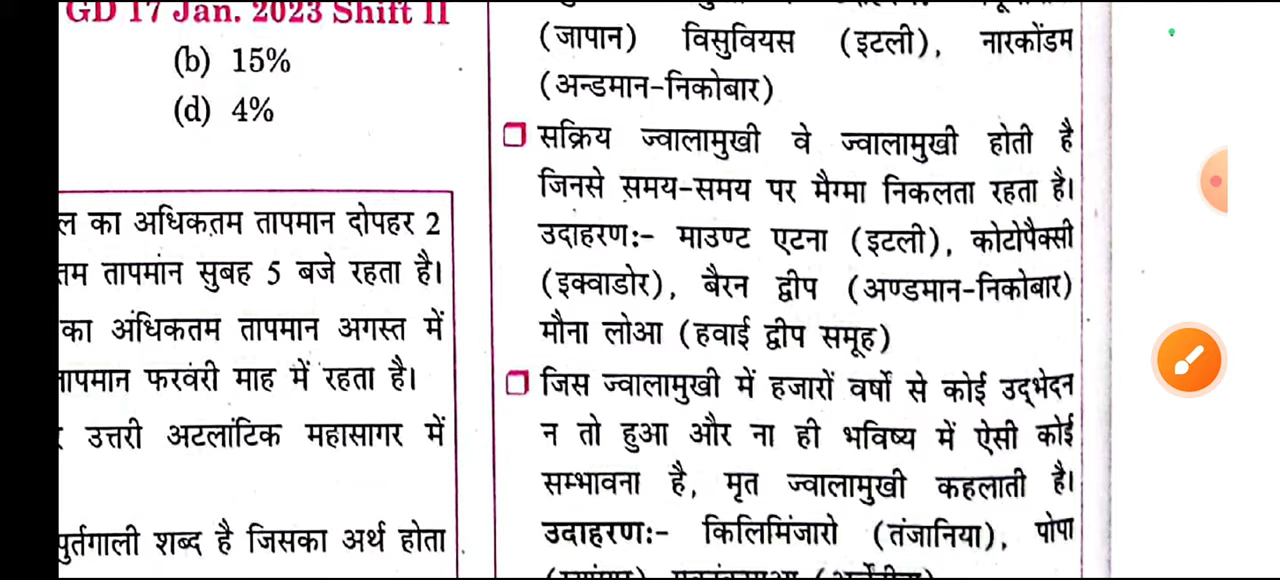 GD 17 Jan. 2023 Shift II
(b) 15%
(d) 4%
का अधिकतम तापमान दोपहर 2
तापमान सुबह 5 बजे रहता है।
का अधिकतम तापमान अगस्त में
फरवरी माह में रहता है।
उत्तरी अटलांटिक महासागर में
पुर्तगाली शब्द है जिसका अर्थ होता
(जापान) विसुवियस (इटली), नारकोंडम
(अन्डमान-निकोबार)
सक्रिय ज्वालामुखी वे ज्वालामुखी होती है
जिनसे समय-समय पर मैग्मा निकलता रहता है।
उदाहरण:- माउण्ट एटना (इटली), कोटोपैक्सी
(इक्वाडोर), बैरन द्वीप (अण्डमान-निकोबार)
मौना लोआ (हवाई द्वीप समूह)
जिस ज्वालामुखी में हजारों वर्षों से कोई उद्भेदन
न तो हुआ और ना ही भविष्य में ऐसी कोई
सम्भावना है, मृत ज्वालामुखी कहलाती है।
उदाहरण:- किलिमिंजारो (तंजानिया), पोपा